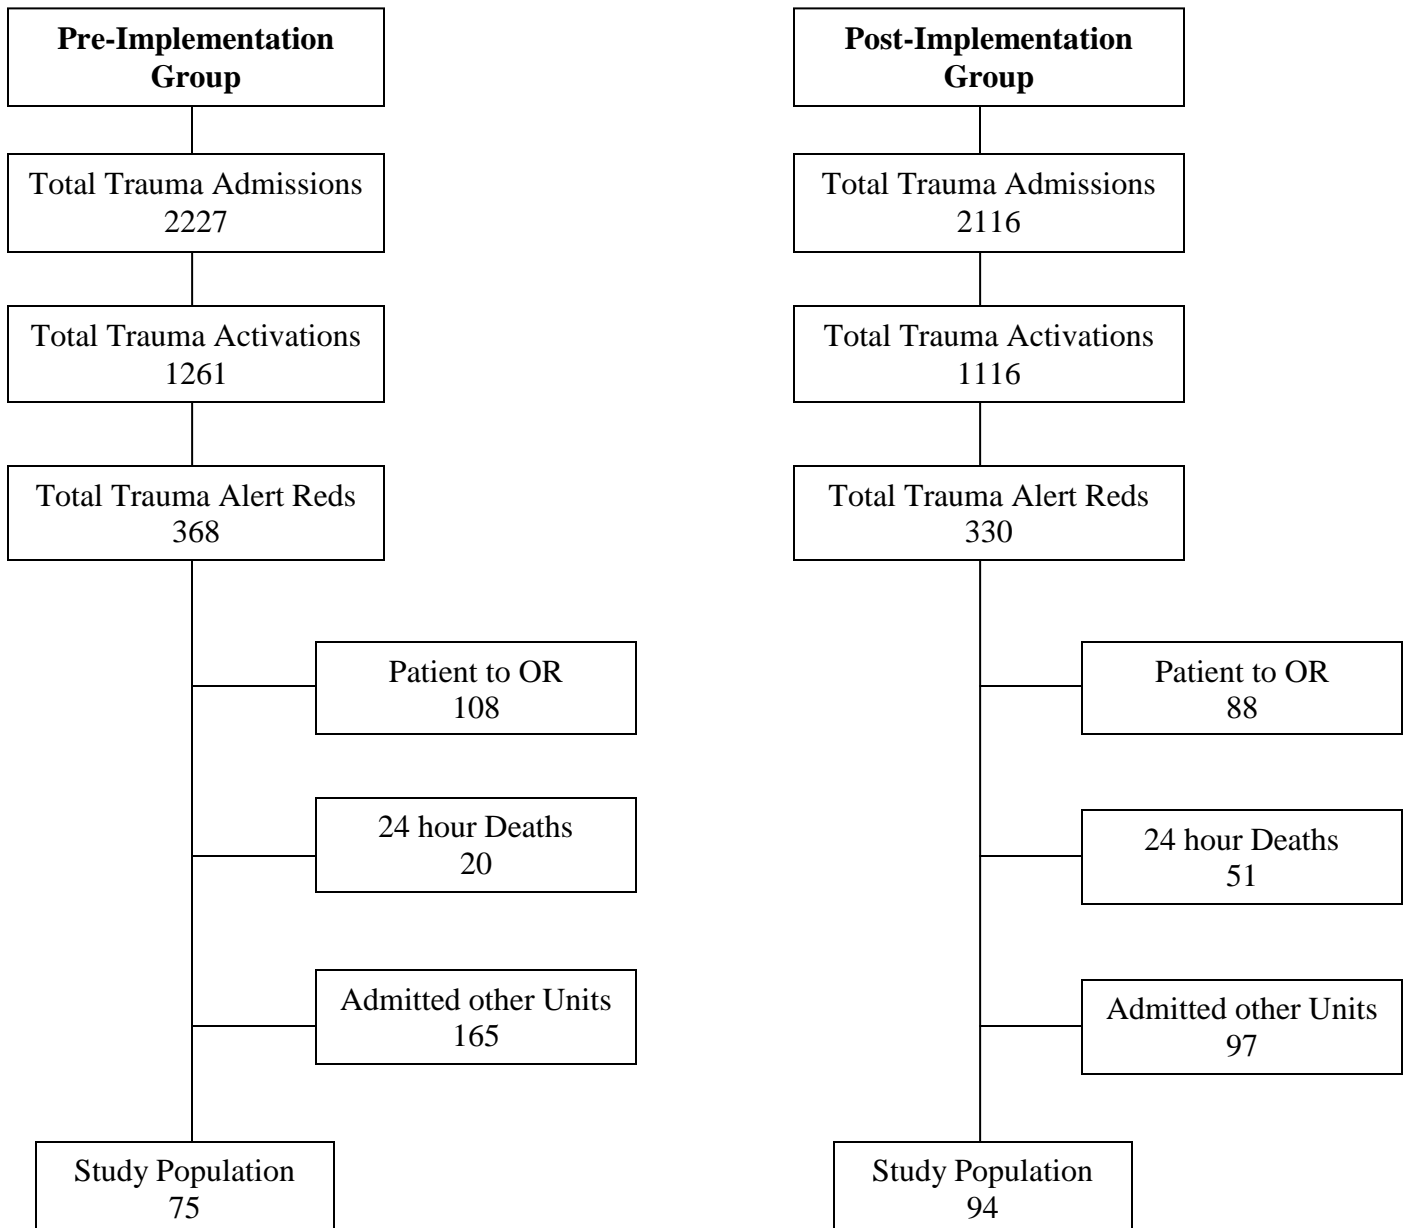 Pre-Implementation
Group
Total Trauma Admissions
2227
Total Trauma Activations
1261
Total Trauma Alert Reds
368
Patient to OR
108
24 hour Deaths
20
Admitted other Units
165
Study Population
75
Post-Implementation
Group
Total Trauma Admissions
2116
Total Trauma Activations
1116
Total Trauma Alert Reds
330
Patient to OR
88
24 hour Deaths
51
Admitted other Units
97
Study Population
94